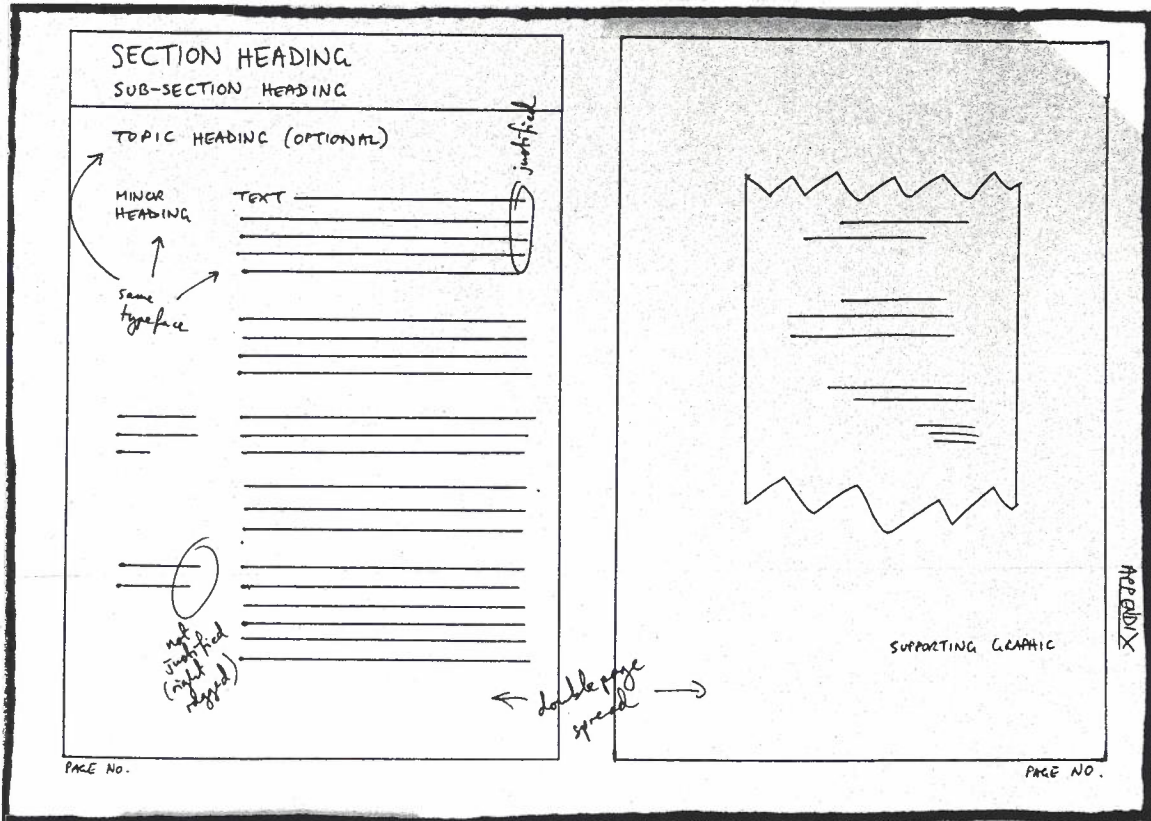 SECTION HEADING
SUB-SECTION HEADING
TOPIC HEADING (OPTIONAL)
justified
MINOR
HEADING
TEXT
same
typeface
not
justified
(right
ragged)
double page
spread
SUPPORTING GRAPHIC
APPENDIX
PAGE NO.
PAGE NO.